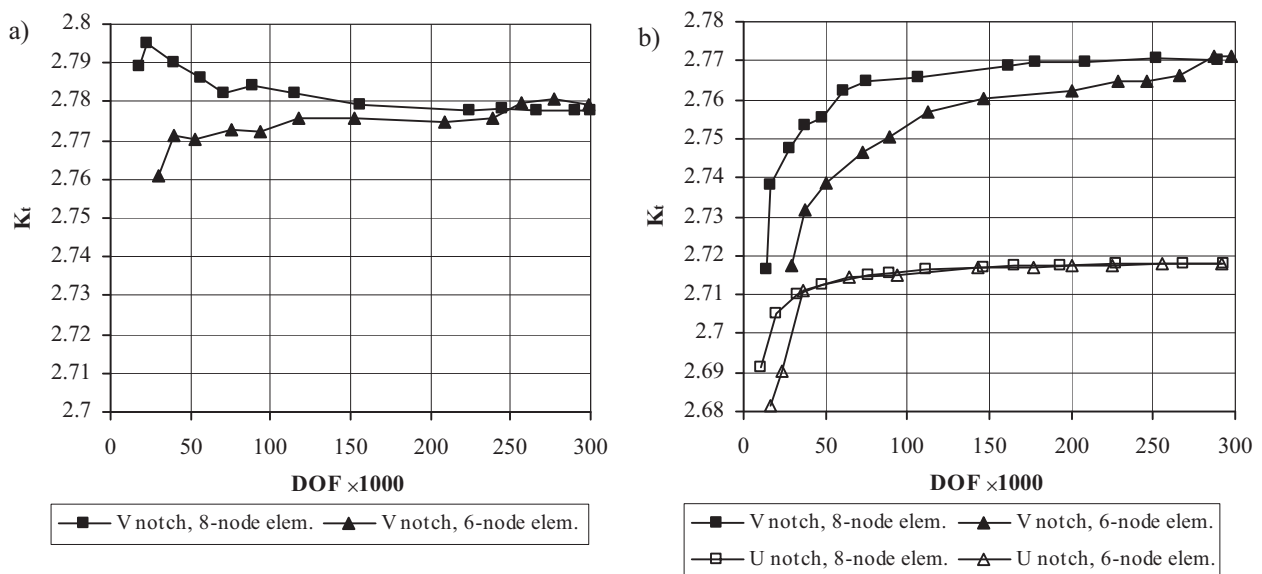 a)
2.8
2.79
2.78
2.77
2.76
2.75
2.74
2.73
2.72
2.71
2.7
Kt
0 50 100 150 200 250 300
DOF ×1000
V notch, 8-node elem. V notch, 6-node elem.
b)
2.78
2.77
2.76
2.75
2.74
2.73
2.72
2.71
2.7
2.69
2.68
Kt
0 50 100 150 200 250 300
DOF ×1000
V notch, 8-node elem. V notch, 6-node elem.
U notch, 8-node elem. U notch, 6-node elem.